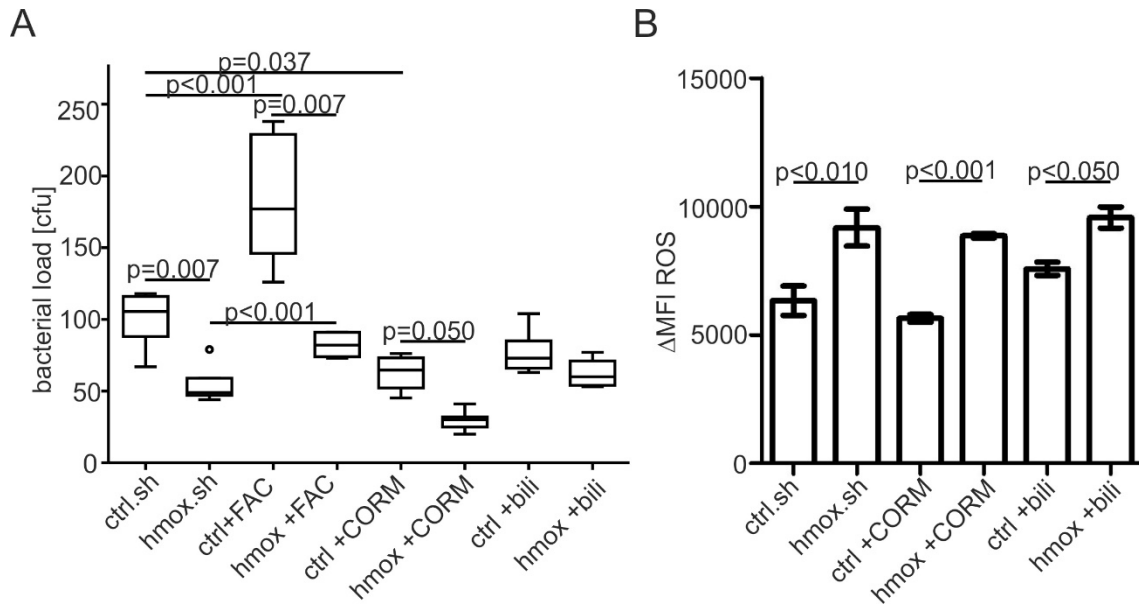 A
p=0.037
p<0.001
p=0.007
p=0.007
p<0.001
p=0.050
bacterial load [cfu]
250
200
150
100
50
0
ctrl.sh
hmox.sh
ctrl+FAC
hmox +FAC
ctrl +CORM
hmox +CORM
ctrl +bili
hmox +bili
B
p<0.010
p<0.001
p<0.050
ΔMFI ROS
15000
10000
5000
0
ctrl.sh
hmox.sh
ctrl +CORM
hmox +CORM
ctrl +bili
hmox +bili